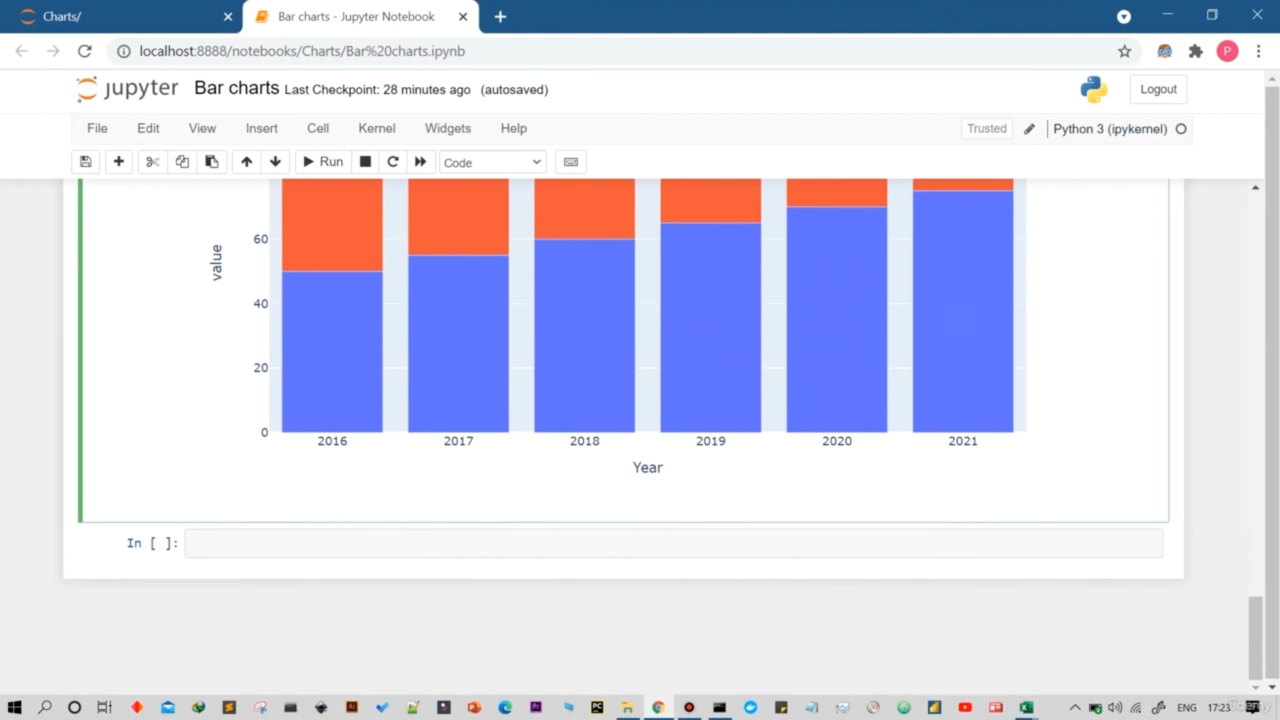 Charts/
Bar charts - Jupyter Notebook
localhost:8888/notebooks/Charts/Bar%20charts.ipynb
P
jupyter Bar charts Last Checkpoint: 28 minutes ago (autosaved)
Logout
File Edit View Insert Cell Kernel Widgets Help
Trusted
Python 3 (ipykernel)
Run
Code
60
40
20
0
value
2016 2017 2018 2019 2020 2021
Year
In [ ]:
ENG 17:23